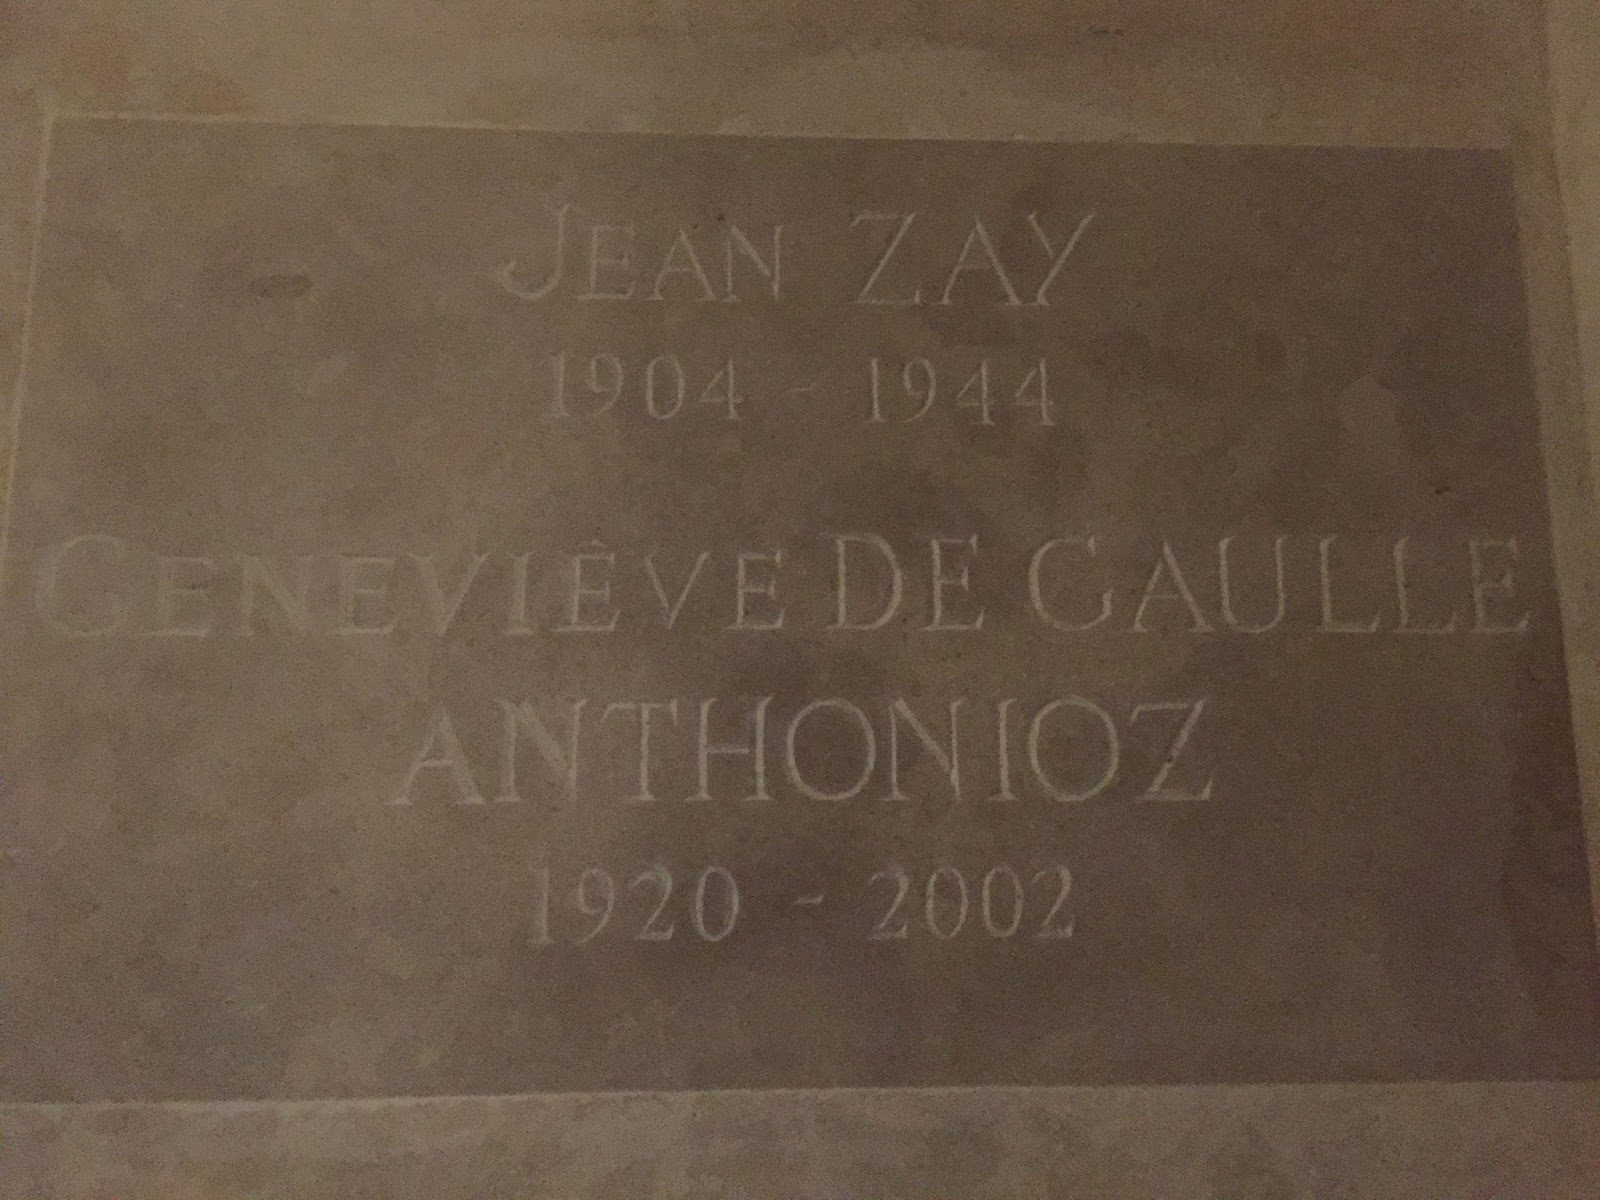 JEAN ZAY
1904 - 1944
GENEVIÈVE DE GAULLE
ANTHONIOZ
1920 - 2002